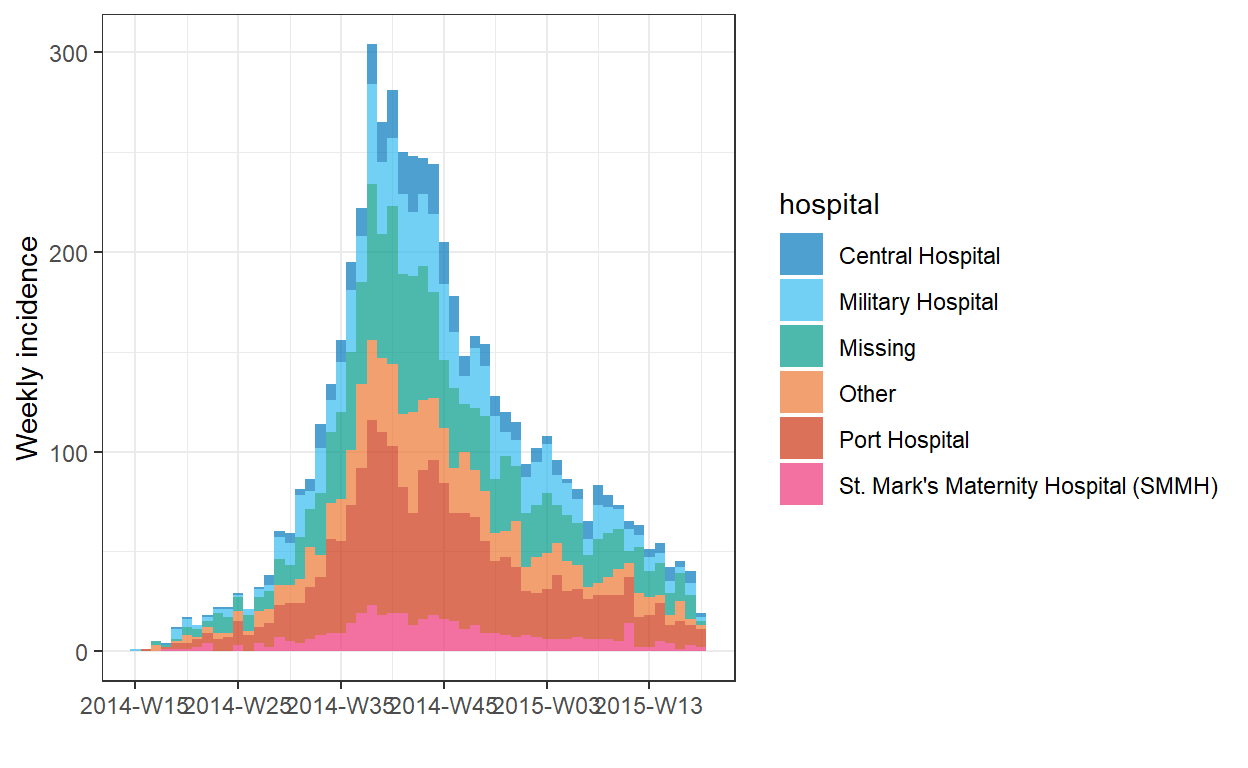 300
200
100
0
Weekly incidence
2014-W15
2014-W25
2014-W35
2014-W45
2015-W03
2015-W13
hospital
Central Hospital
Military Hospital
Missing
Other
Port Hospital
St. Mark's Maternity Hospital (SMMH)